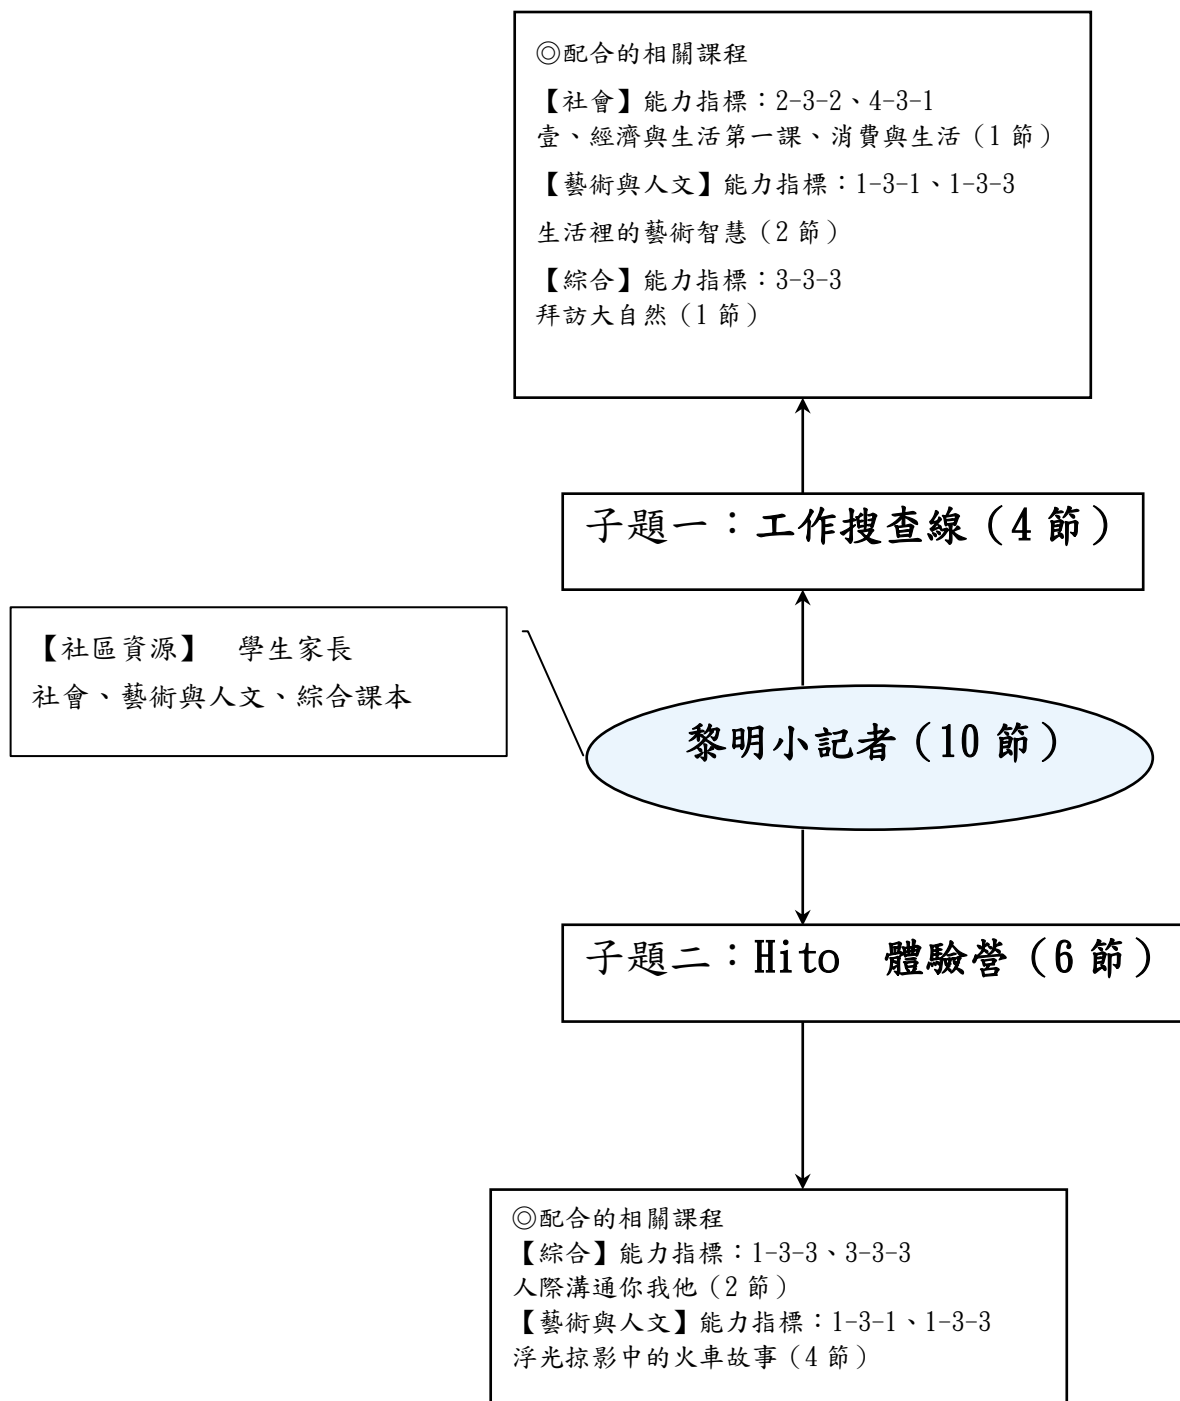 ◎配合的相關課程
【社會】能力指標：2-3-2、4-3-1
壹、經濟與生活第一課、消費與生活（1 節）
【藝術與人文】能力指標：1-3-1、1-3-3
生活裡的藝術智慧（2 節）
【綜合】能力指標：3-3-3
拜訪大自然（1 節）
子題一：工作搜查線（4 節）
【社區資源】　學生家長
社會、藝術與人文、綜合課本
黎明小記者（10 節）
子題二：Hito　體驗營（6 節）
◎配合的相關課程
【綜合】能力指標：1-3-3、3-3-3
人際溝通你我他（2 節）
【藝術與人文】能力指標：1-3-1、1-3-3
浮光掠影中的火車故事（4 節）